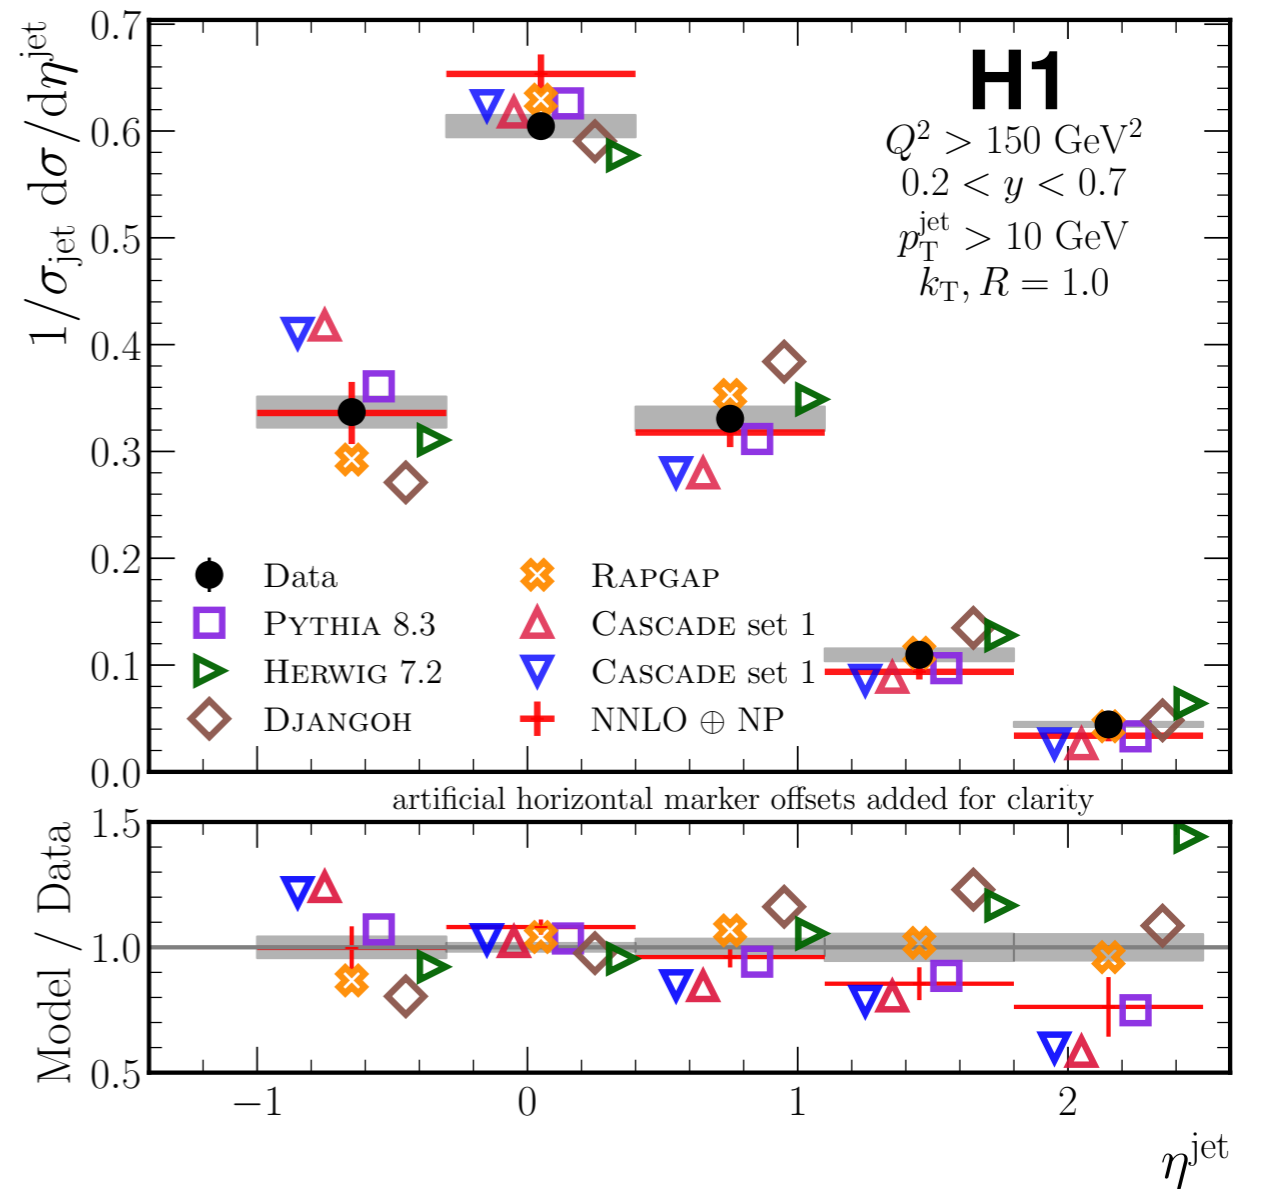 1/σ_jet dσ/dη^jet
0.7
0.6
0.5
0.4
0.3
0.2
0.1
0.0
H1
Q² > 150 GeV²
0.2 < y < 0.7
p_T^jet > 10 GeV
k_T, R = 1.0
Data
PYTHIA 8.3
HERWIG 7.2
DJANGOH
RAPGAP
CASCADE set 1
CASCADE set 1
NNLO ⊕ NP
artificial horizontal marker offsets added for clarity
Model / Data
1.5
1.0
0.5
−1 0 1 2
η^jet